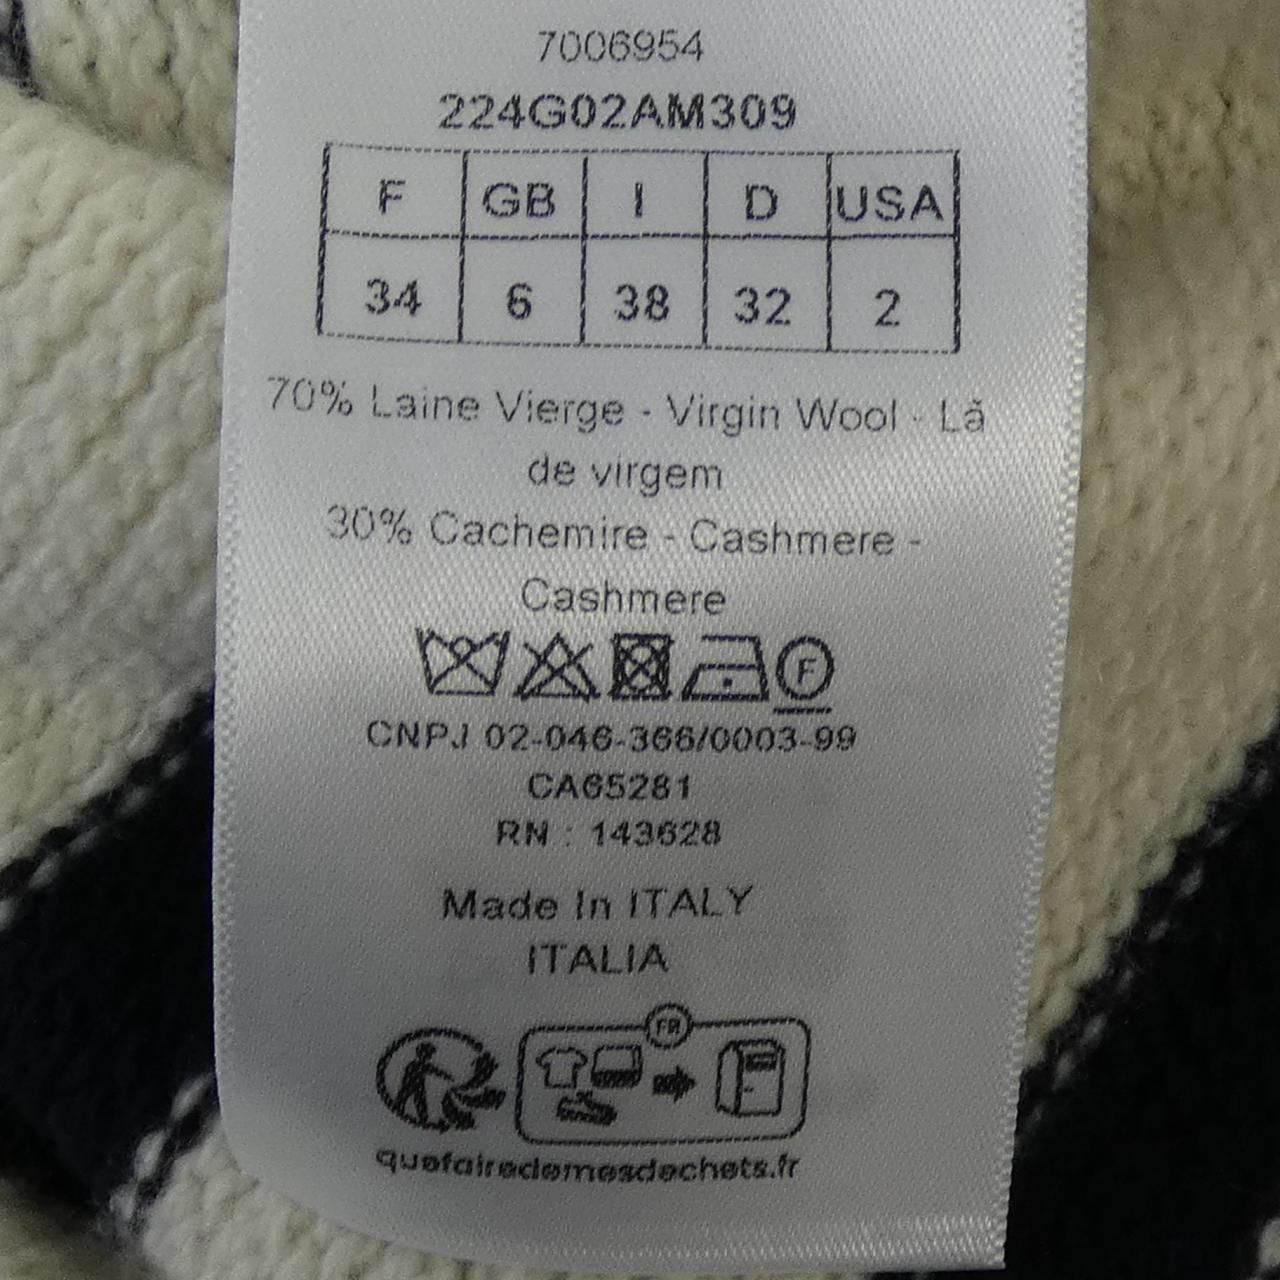 7006954
224G02AM309
F GB I D USA
34 6 38 32 2
70% Laine Vierge - Virgin Wool - Lã
de virgem
30% Cachemire - Cashmere -
Cashmere
F
CNPJ 02-046-366/0003-99
CA65281
RN : 143628
Made In ITALY
ITALIA
FR
quefairedemesdechets.fr